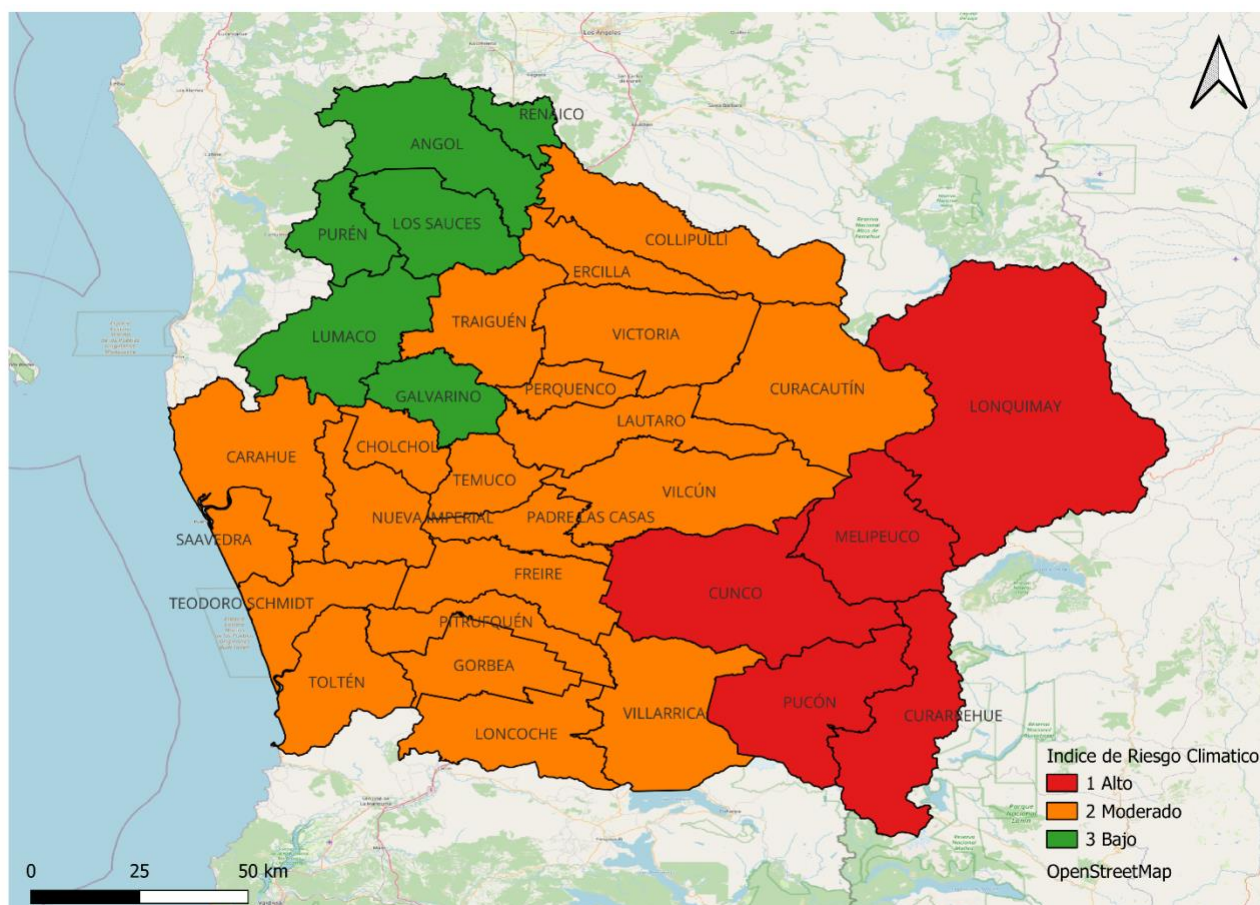 Los Ángeles
RENAICO
ANGOL
LOS SAUCES
PURÉN
COLLIPULLI
ERCILLA
TRAIGUÉN
VICTORIA
LUMACO
GALVARINO
PERQUENCO
CURACAUTÍN
LONQUIMAY
LAUTARO
CARAHUE
CHOLCHOL
TEMUCO
VILCÚN
NUEVA IMPERIAL
PADRE LAS CASAS
SAAVEDRA
MELIPEUCO
FREIRE
CUNCO
TEODORO SCHMIDT
PITRUFQUÉN
GORBEA
TOLTÉN
PUCÓN
VILLARRICA
CURARREHUE
LONCOCHE
Indice de Riesgo Climatico
1 Alto
2 Moderado
3 Bajo
OpenStreetMap
0 25 50 km